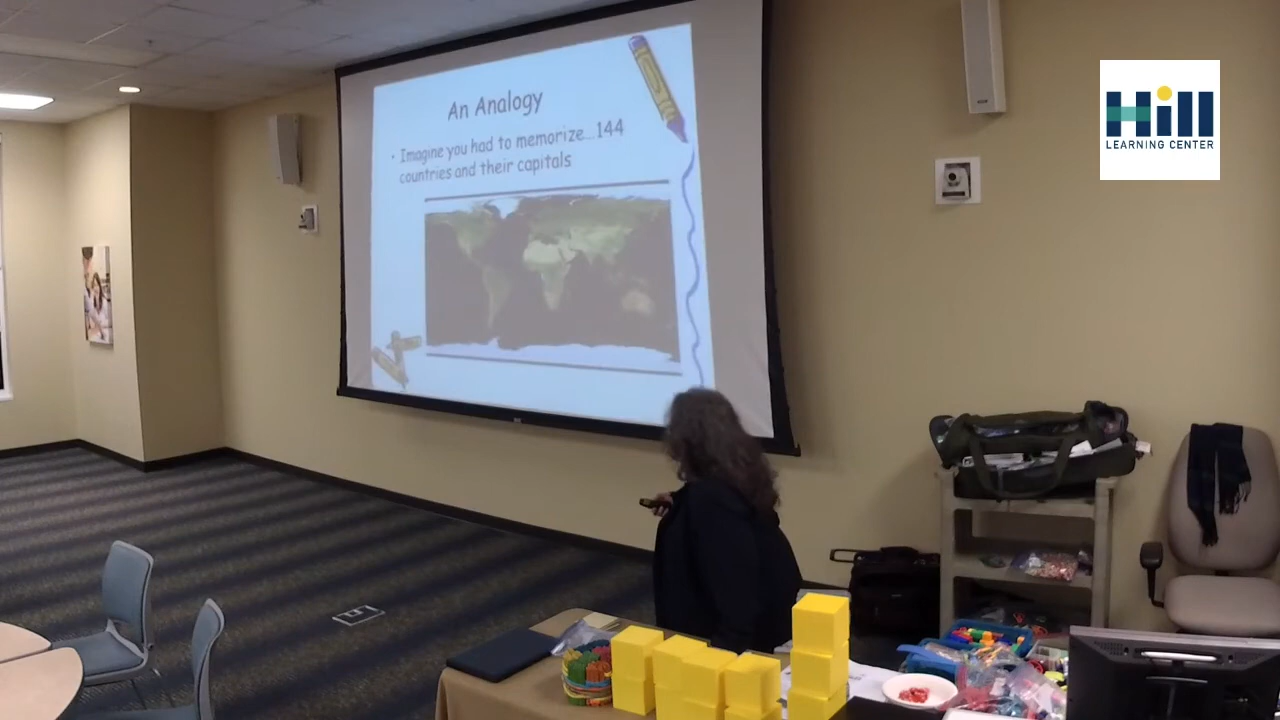 An Analogy
• Imagine you had to memorize...144
countries and their capitals
Hill
LEARNING CENTER